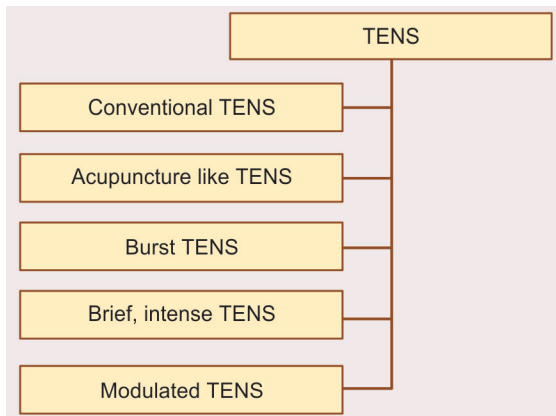 TENS
Conventional TENS
Acupuncture like TENS
Burst TENS
Brief, intense TENS
Modulated TENS